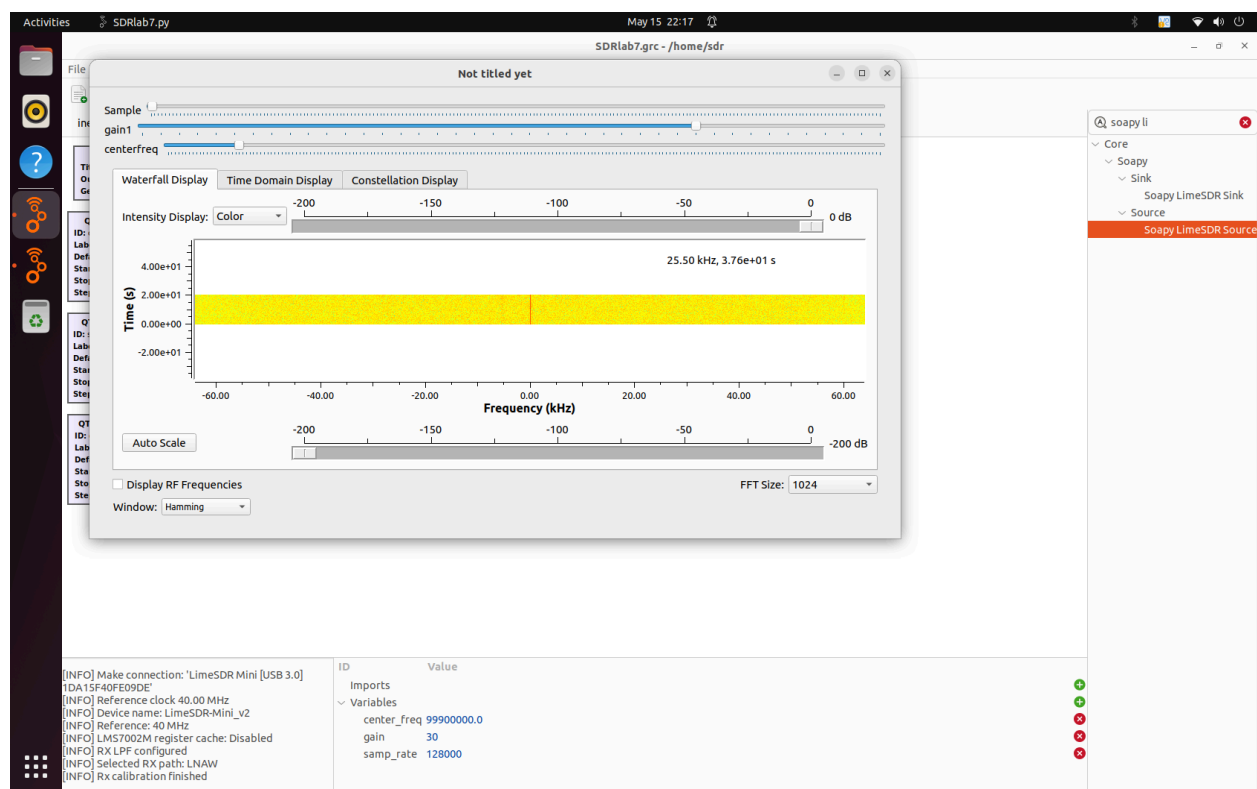 Activities SDRlab7.py May 15 22:17
SDRlab7.grc - /home/sdr
File
Not titled yet
Sample
gain1
centerfreq
Waterfall Display Time Domain Display Constellation Display
Intensity Display: Color -200 -150 -100 -50 0 0 dB
4.00e+01
2.00e+01
0.00e+00
-2.00e+01
Time (s)
25.50 kHz, 3.76e+01 s
-60.00 -40.00 -20.00 0.00 20.00 40.00 60.00
Frequency (kHz)
Auto Scale -200 -150 -100 -50 0 -200 dB
Display RF Frequencies FFT Size: 1024
Window: Hamming
ID:
Lab
Def
Sta
Sto
Ste
soapy li
Core
Soapy
Sink
Soapy LimeSDR Sink
Source
Soapy LimeSDR Source
[INFO] Make connection: 'LimeSDR Mini [USB 3.0]
1DA15F40FE09DE'
[INFO] Reference clock 40.00 MHz
[INFO] Device name: LimeSDR-Mini_v2
[INFO] Reference: 40 MHz
[INFO] LMS7002M register cache: Disabled
[INFO] RX LPF configured
[INFO] Selected RX path: LNAW
[INFO] Rx calibration finished
ID Value
Imports
Variables
center_freq 99900000.0
gain 30
samp_rate 128000